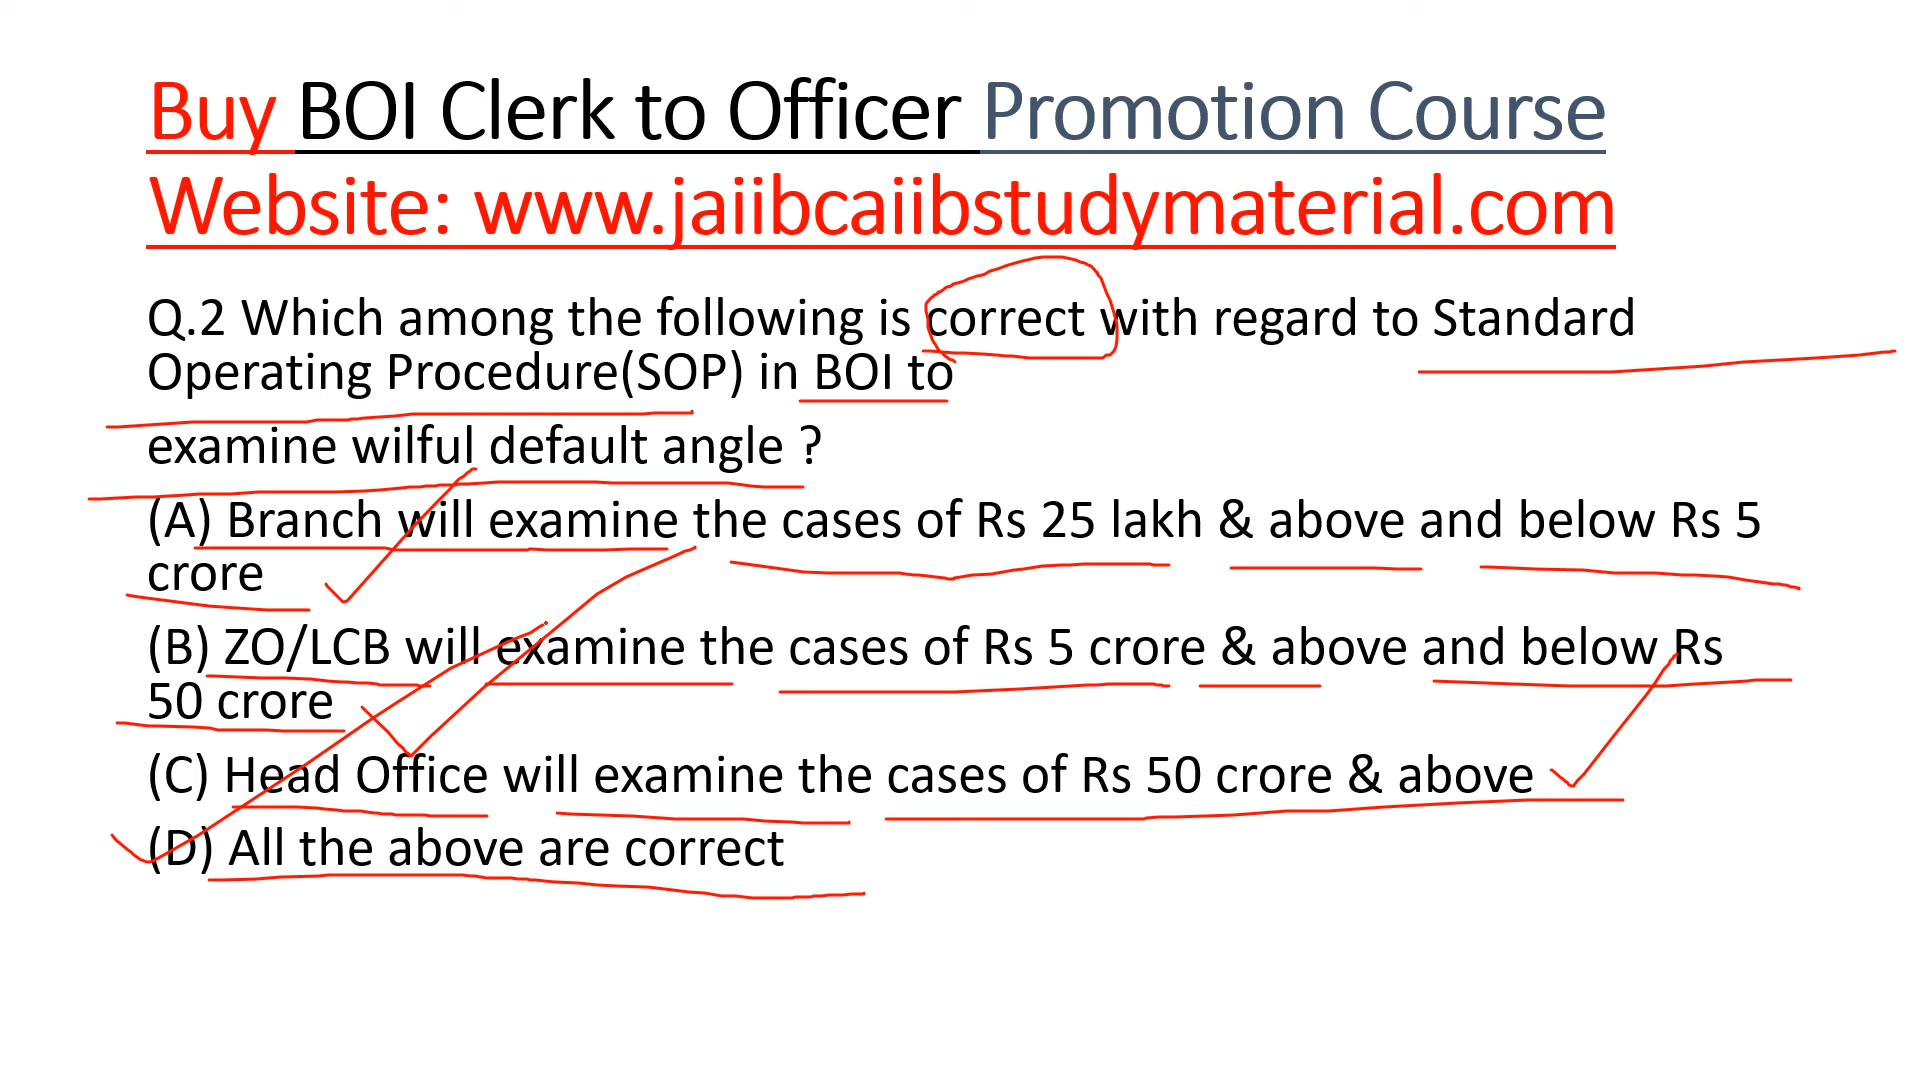 Buy BOI Clerk to Officer Promotion Course
Website: www.jaiibcaiibstudymaterial.com
Q.2 Which among the following is correct with regard to Standard
Operating Procedure(SOP) in BOI to
examine wilful default angle ?
(A) Branch will examine the cases of Rs 25 lakh & above and below Rs 5
crore
(B) ZO/LCB will examine the cases of Rs 5 crore & above and below Rs
50 crore
(C) Head Office will examine the cases of Rs 50 crore & above
(D) All the above are correct